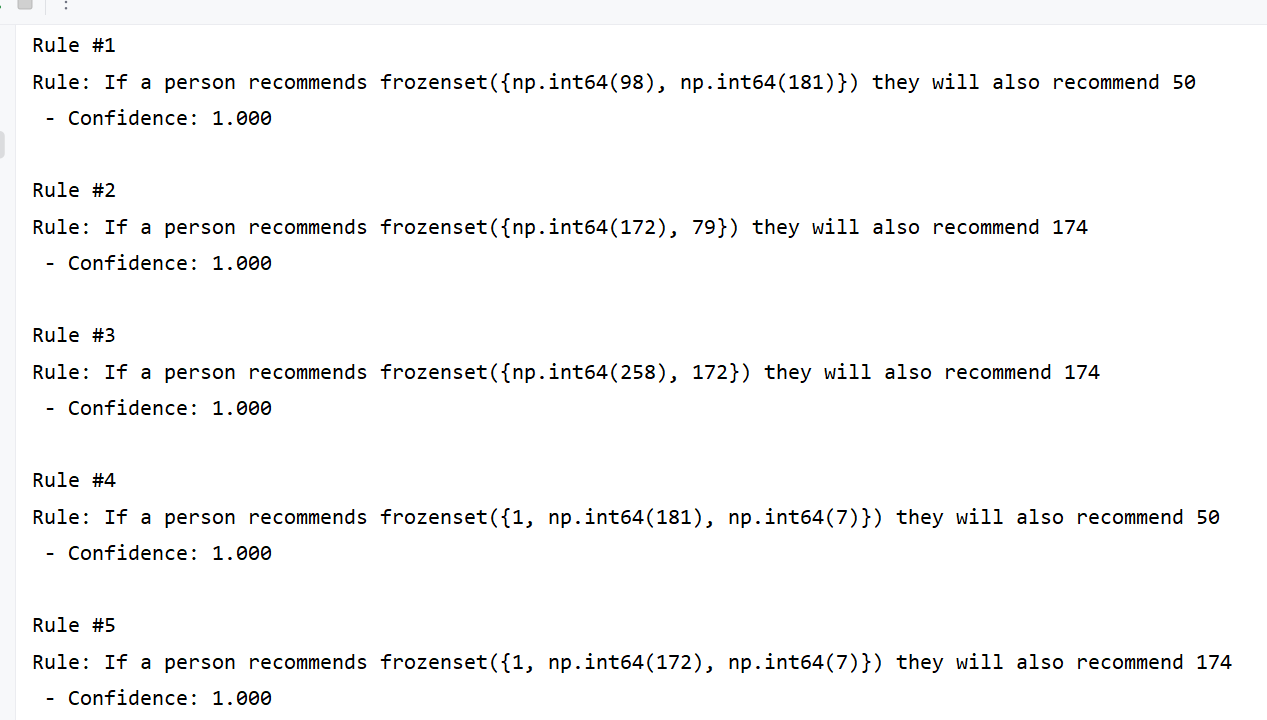 Rule #1
Rule: If a person recommends frozenset({np.int64(98), np.int64(181)}) they will also recommend 50
- Confidence: 1.000
Rule #2
Rule: If a person recommends frozenset({np.int64(172), 79}) they will also recommend 174
- Confidence: 1.000
Rule #3
Rule: If a person recommends frozenset({np.int64(258), 172}) they will also recommend 174
- Confidence: 1.000
Rule #4
Rule: If a person recommends frozenset({1, np.int64(181), np.int64(7)}) they will also recommend 50
- Confidence: 1.000
Rule #5
Rule: If a person recommends frozenset({1, np.int64(172), np.int64(7)}) they will also recommend 174
- Confidence: 1.000